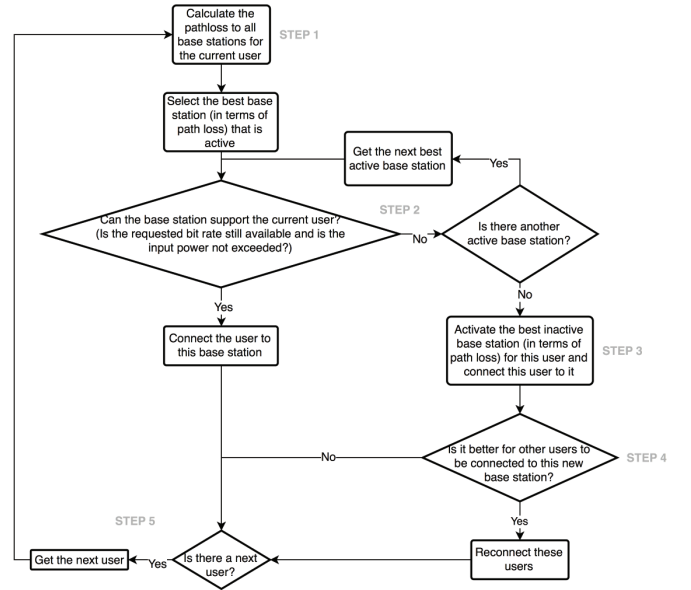 Calculate the
pathloss to all
base stations for
the current user
STEP 1
Select the best base
station (in terms of
path loss) that is
active
Get the next best
active base station
Yes
STEP 2
Can the base station support the current user?
(Is the requested bit rate still available and is the
input power not exceeded?)
No
Is there another
active base station?
Yes
No
Connect the user to
this base station
Activate the best inactive
base station (in terms of
path loss) for this user and
connect this user to it
STEP 3
Is it better for other users to
be connected to this new
base station?
STEP 4
No
Yes
STEP 5
Get the next user
Yes
Is there a next
user?
Reconnect these
users